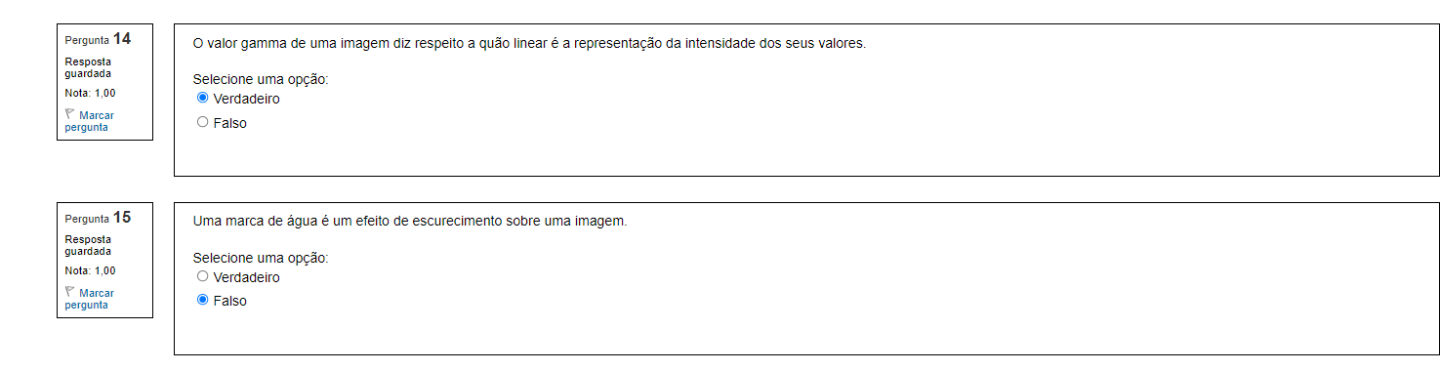 Pergunta 14
Resposta
guardada
Nota: 1,00
Marcar
pergunta
O valor gamma de uma imagem diz respeito a quão linear é a representação da intensidade dos seus valores.
Selecione uma opção:
Verdadeiro
Falso
Pergunta 15
Resposta
guardada
Nota: 1,00
Marcar
pergunta
Uma marca de água é um efeito de escurecimento sobre uma imagem.
Selecione uma opção:
Verdadeiro
Falso